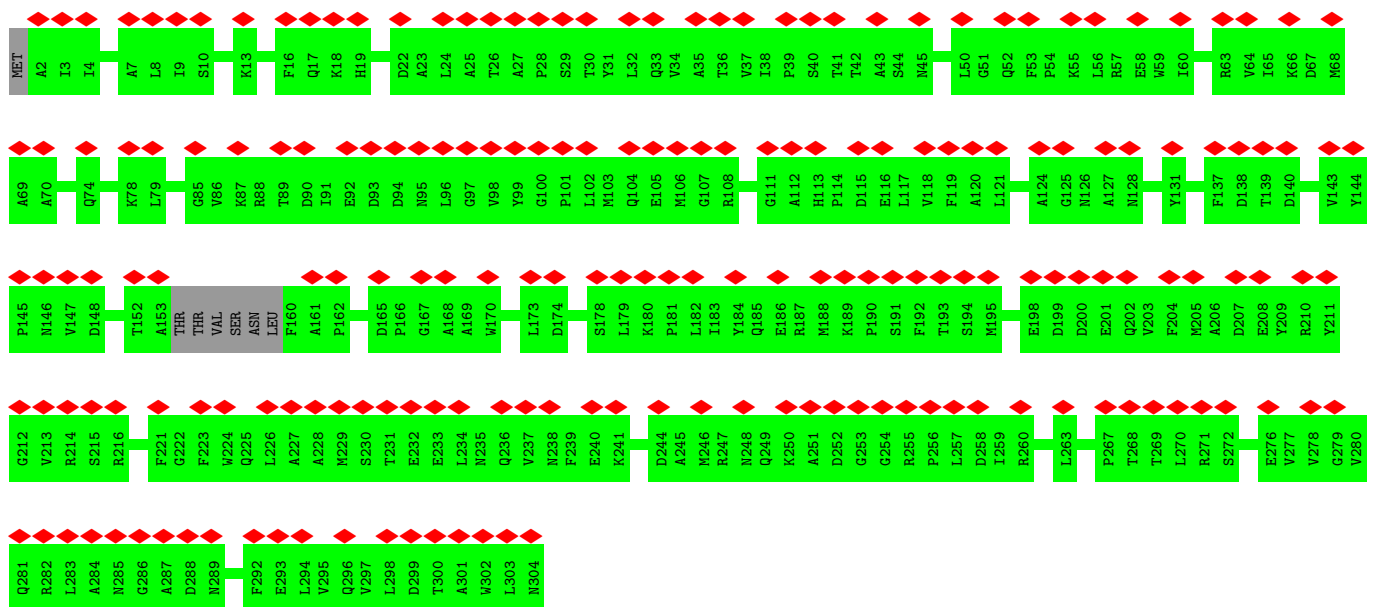 MET A2 I3 I4 A7 L8 I9 S10 K13 F16 Q17 K18 H19 D22 A23 L24 A25 T26 A27 P28 S29 T30 Y31 L32 Q33 V34 A35 T36 V37 I38 P39 S40 T41 T42 A43 S44 N45 L50 G51 Q52 F53 P54 K55 L56 R57 E58 W59 I60 R63 V64 I65 K66 D67 M68
A69 A70 Q74 K78 L79 G85 V86 K87 R88 T89 D90 I91 E92 D93 D94 N95 L96 G97 V98 Y99 G100 P101 L102 M103 Q104 E105 M106 G107 R108 G111 A112 H113 P114 D115 E116 L117 V118 F119 A120 L121 A124 G125 N126 A127 N128 Y131 F137 D138 T139 D140 V143 Y144
P145 N146 V147 D148 T152 A153 THR THR VAL SER ASN LEU F160 A161 P162 D165 P166 G167 A168 A169 W170 L173 D174 S178 L179 K180 P181 L182 I183 Y184 Q185 E186 R187 M188 K189 P190 S191 F192 T193 S194 M195 E198 D199 D200 E201 Q202 V203 F204 M205 A206 D207 E208 Y209 R210 Y211
G212 V213 R214 S215 R216 F221 G222 F223 W224 Q225 L226 A227 A228 M229 S230 T231 E232 E233 L234 N235 Q236 V237 N238 F239 E240 K241 D244 A245 M246 R247 N248 Q249 K250 A251 D252 G253 G254 R255 P256 L257 D258 I259 R260 L263 P267 T268 T269 L270 R271 S272 E276 V277 V278 G279 V280
Q281 R282 L283 A284 N285 G286 A287 D288 N289 F292 E293 L294 V295 Q296 V297 L298 D299 T300 A301 W302 L303 N304